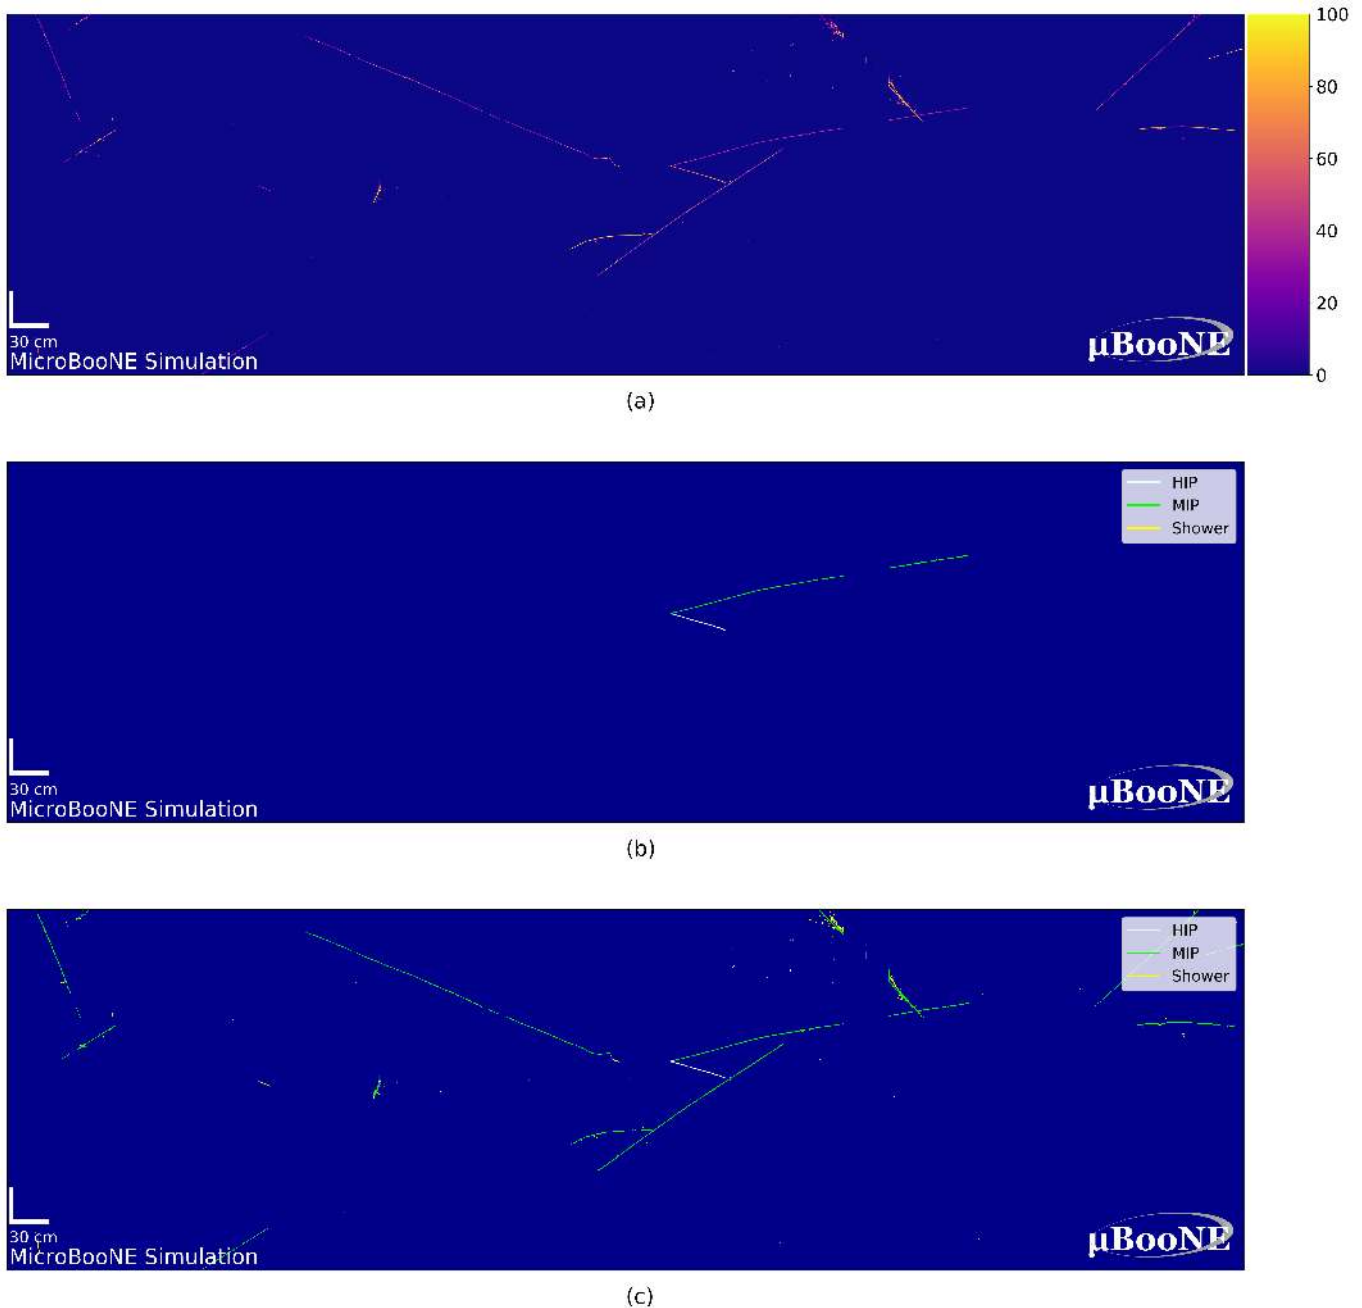 100
80
60
40
20
0
30 cm
MicroBooNE Simulation
µBooNE
(a)
HIP
MIP
Shower
30 cm
MicroBooNE Simulation
µBooNE
(b)
HIP
MIP
Shower
30 cm
MicroBooNE Simulation
µBooNE
(c)